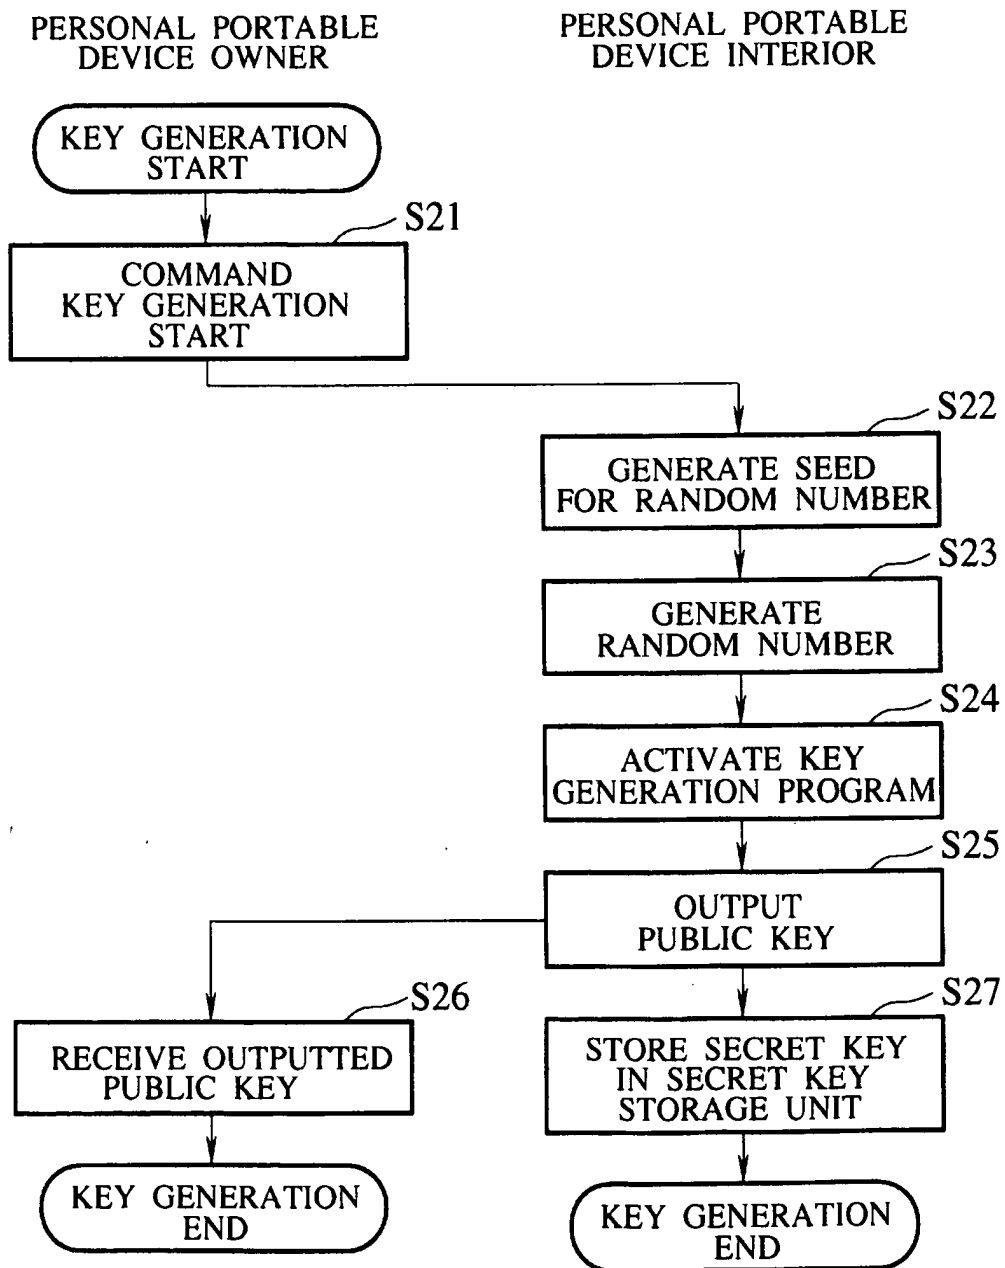 PERSONAL PORTABLE
DEVICE OWNER
PERSONAL PORTABLE
DEVICE INTERIOR
KEY GENERATION
START
S21
COMMAND
KEY GENERATION
START
S22
GENERATE SEED
FOR RANDOM NUMBER
S23
GENERATE
RANDOM NUMBER
S24
ACTIVATE KEY
GENERATION PROGRAM
S25
OUTPUT
PUBLIC KEY
S26
RECEIVE OUTPUTTED
PUBLIC KEY
S27
STORE SECRET KEY
IN SECRET KEY
STORAGE UNIT
KEY GENERATION
END
KEY GENERATION
END